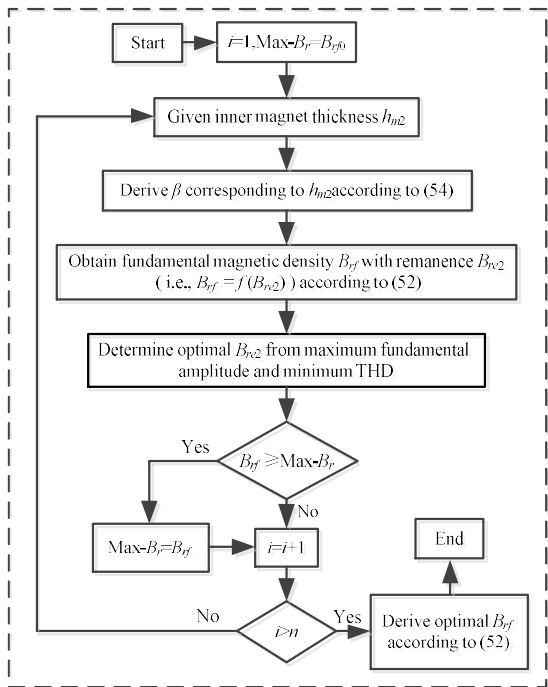 Start
i=1,Max-Br=Brf0
Given inner magnet thickness hm2
Derive β corresponding to hm2according to (54)
Obtain fundamental magnetic density Brf with remanence Bre2
( i.e., Brf = f (Bre2) ) according to (52)
Determine optimal Bre2 from maximum fundamental
amplitude and minimum THD
Yes
Brf ≥Max-Br
No
Max-Br=Brf
i=i+1
End
No
i>n
Yes
Derive optimal Brf
according to (52)